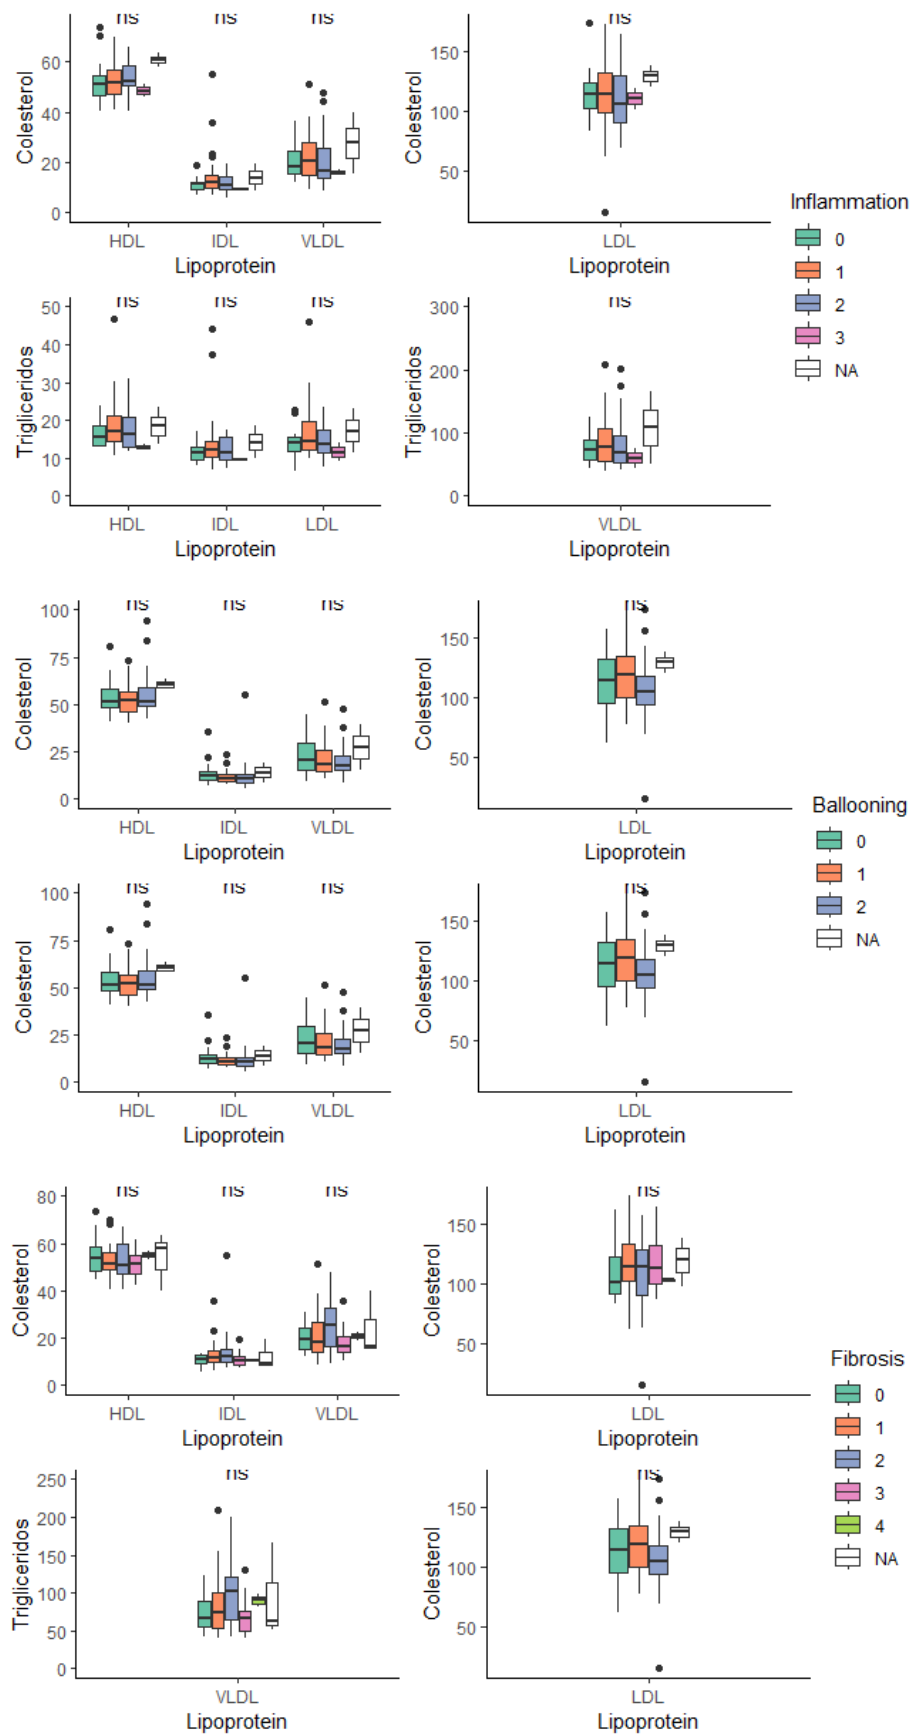 ns ns ns
Colesterol
60
40
20
0
HDL IDL VLDL
Lipoprotein
ns
Colesterol
150
100
50
LDL
Lipoprotein
Inflammation
0
1
2
3
NA
ns ns ns
Trigliceridos
50
40
30
20
10
0
HDL IDL LDL
Lipoprotein
ns
300
200
100
0
VLDL
Lipoprotein
ns ns ns
Colesterol
100
75
50
25
0
HDL IDL VLDL
Lipoprotein
ns
Colesterol
150
100
50
LDL
Lipoprotein
Ballooning
0
1
2
NA
ns ns ns
Colesterol
100
75
50
25
0
HDL IDL VLDL
Lipoprotein
ns
Colesterol
150
100
50
LDL
Lipoprotein
ns ns ns
Colesterol
80
60
40
20
0
HDL IDL VLDL
Lipoprotein
ns
Colesterol
150
100
50
LDL
Lipoprotein
Fibrosis
0
1
2
3
4
NA
ns
Trigliceridos
250
200
150
100
50
0
VLDL
Lipoprotein
ns
Colesterol
150
100
50
LDL
Lipoprotein